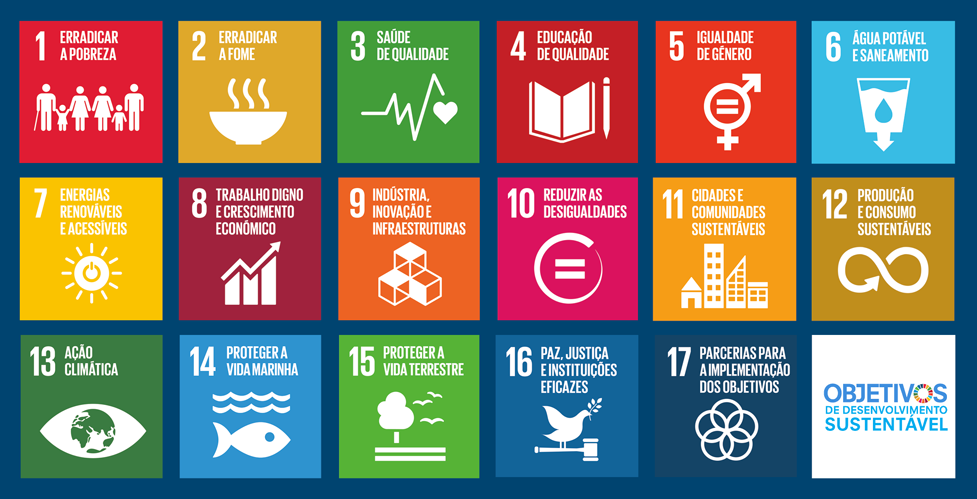 1 ERRADICAR
A POBREZA
2 ERRADICAR
A FOME
3 SAÚDE
DE QUALIDADE
4 EDUCAÇÃO
DE QUALIDADE
5 IGUALDADE
DE GÉNERO
6 ÁGUA POTÁVEL
E SANEAMENTO
7 ENERGIAS
RENOVÁVEIS
E ACESSÍVEIS
8 TRABALHO DIGNO
E CRESCIMENTO
ECONÓMICO
9 INDÚSTRIA,
INOVAÇÃO E
INFRAESTRUTURAS
10 REDUZIR AS
DESIGUALDADES
11 CIDADES E
COMUNIDADES
SUSTENTÁVEIS
12 PRODUÇÃO
E CONSUMO
SUSTENTÁVEIS
13 AÇÃO
CLIMÁTICA
14 PROTEGER A
VIDA MARINHA
15 PROTEGER A
VIDA TERRESTRE
16 PAZ, JUSTIÇA
E INSTITUIÇÕES
EFICAZES
17 PARCERIAS PARA
A IMPLEMENTAÇÃO
DOS OBJETIVOS
OBJETIVOS
DE DESENVOLVIMENTO
SUSTENTÁVEL